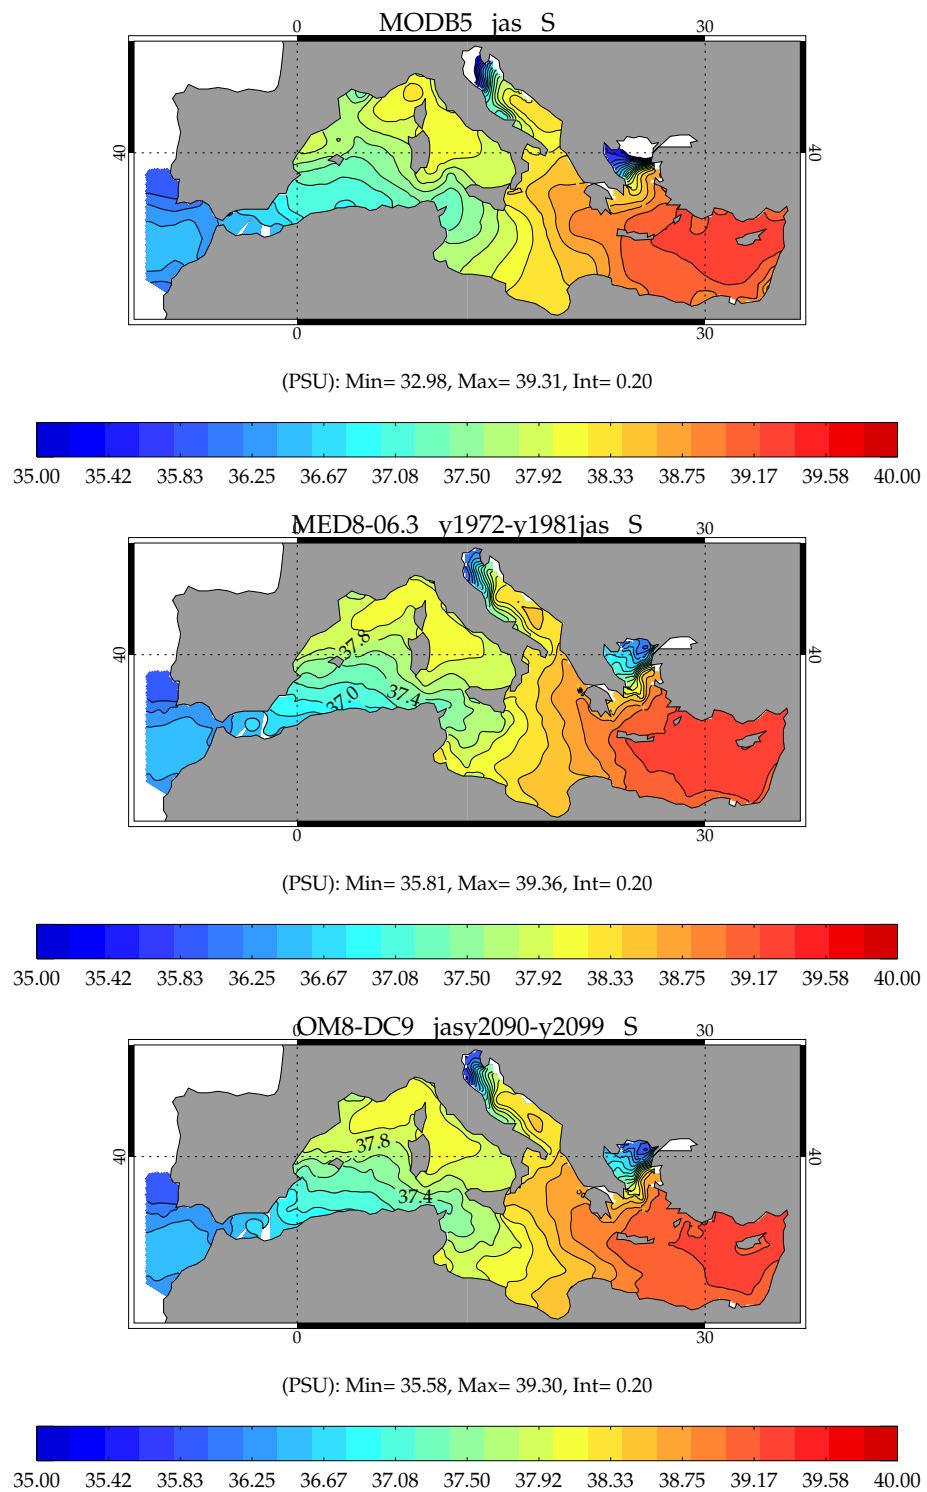 MODB5 jas S
0 30
40 40
37.8
0 30
(PSU): Min= 32.98, Max= 39.31, Int= 0.20
35.00 35.42 35.83 36.25 36.67 37.08 37.50 37.92 38.33 38.75 39.17 39.58 40.00
MED8-06.3 y1972-y1981jas S
0 30
37.8
40 40
37.0 37.4
0 30
(PSU): Min= 35.81, Max= 39.36, Int= 0.20
35.00 35.42 35.83 36.25 36.67 37.08 37.50 37.92 38.33 38.75 39.17 39.58 40.00
OM8-DC9 jasy2090-y2099 S
0 30
37.8
40 40
37.4
0 30
(PSU): Min= 35.58, Max= 39.30, Int= 0.20
35.00 35.42 35.83 36.25 36.67 37.08 37.50 37.92 38.33 38.75 39.17 39.58 40.00